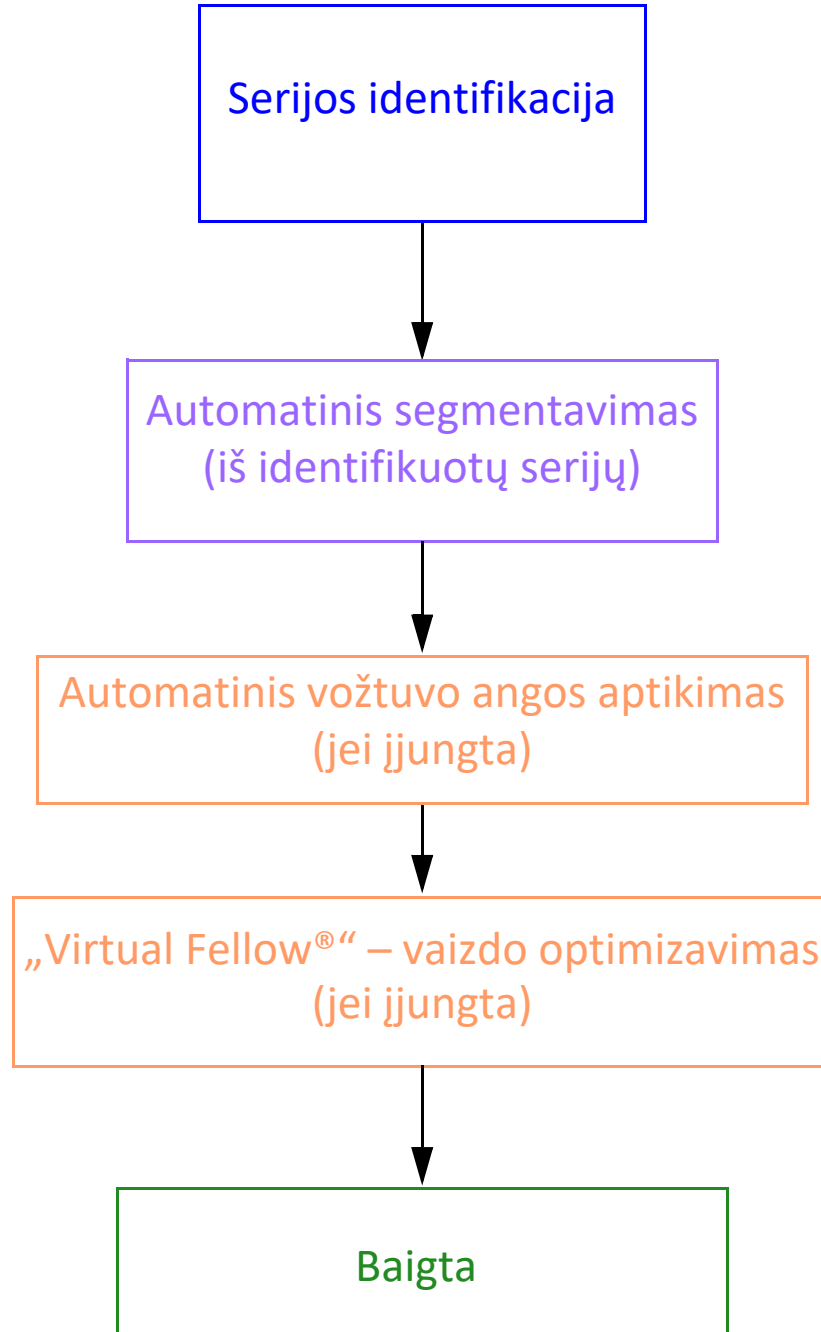 Serijos identifikacija
Automatinis segmentavimas
(iš identifikuotų serijų)
Automatinis vožtuvo angos aptikimas
(jei įjungta)
„Virtual Fellow®“ – vaizdo optimizavimas
(jei įjungta)
Baigta